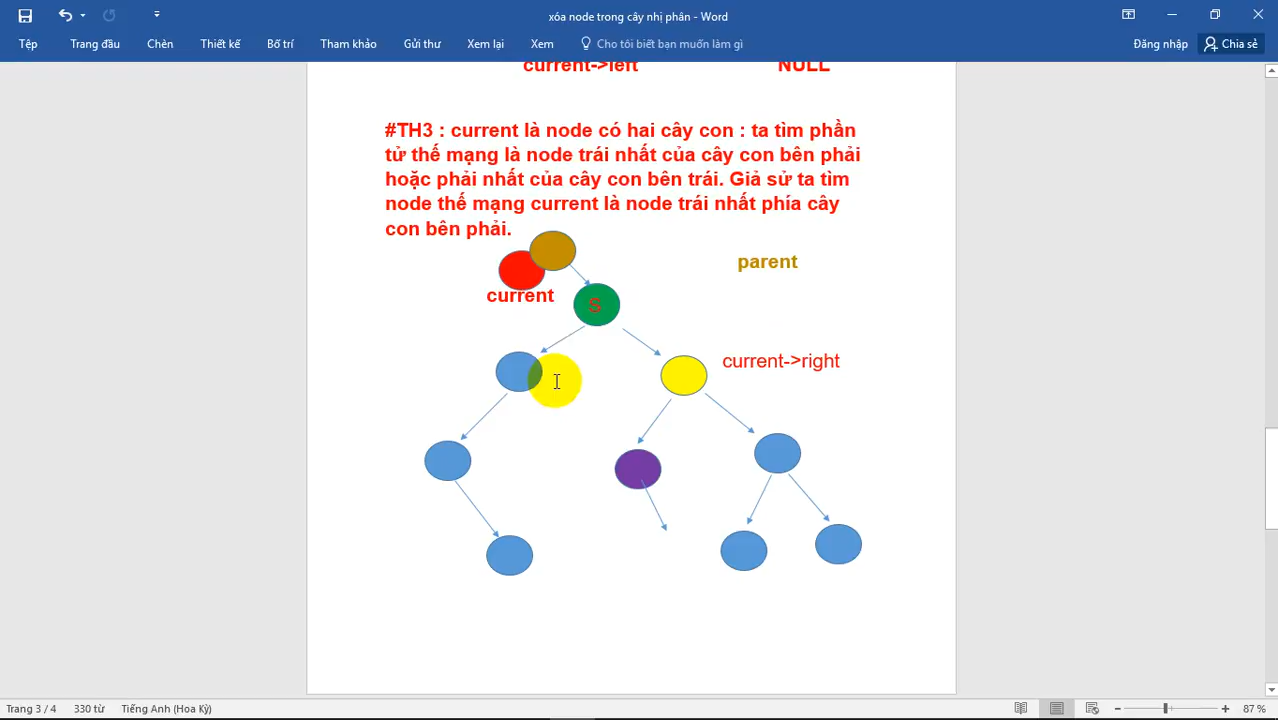 xóa node trong cây nhị phân - Word
Tệp Trang đầu Chèn Thiết kế Bố trí Tham khảo Gửi thư Xem lại Xem Cho tôi biết bạn muốn làm gì Đăng nhập Chia sẻ
current->left NULL
#TH3 : current là node có hai cây con : ta tìm phần
tử thế mạng là node trái nhất của cây con bên phải
hoặc phải nhất của cây con bên trái. Giả sử ta tìm
node thế mạng current là node trái nhất phía cây
con bên phải.
parent
current
S
current->right
Trang 3 / 4 330 từ Tiếng Anh (Hoa Kỳ) 87 %